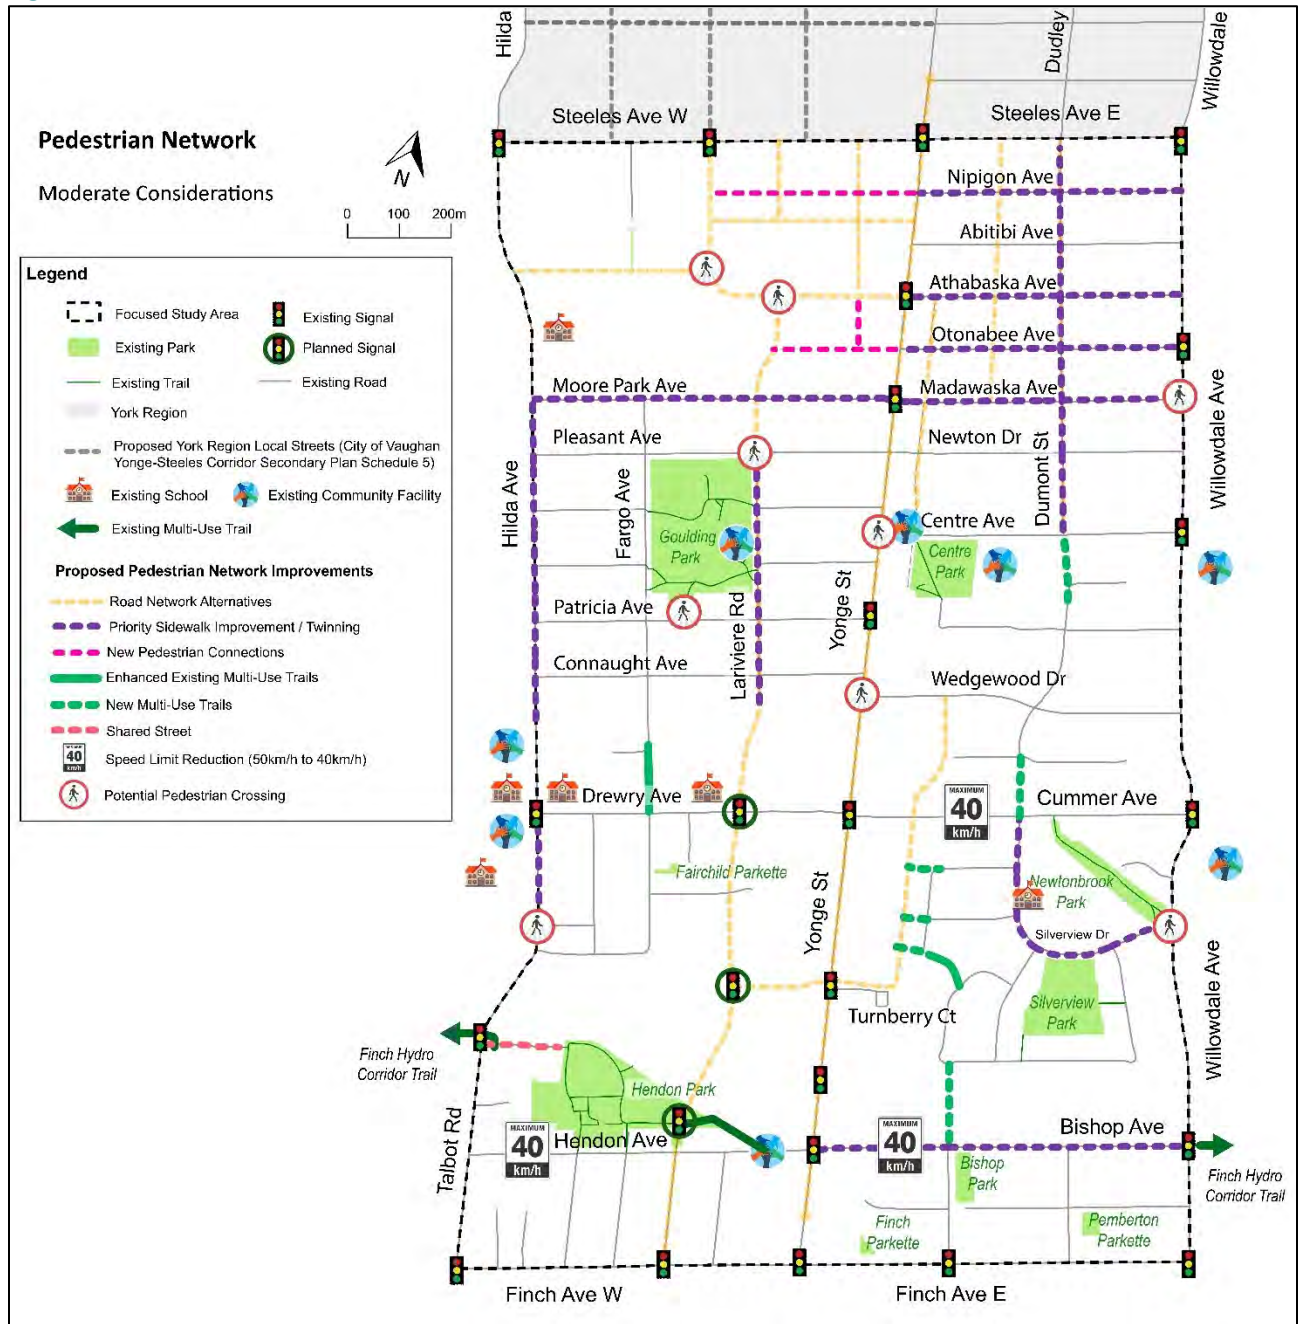 Hilda
Dudley
Willowdale
Steeles Ave W
Steeles Ave E
Pedestrian Network
Moderate Considerations
N
0 100 200m
Legend
Focused Study Area
Existing Signal
Existing Park
Planned Signal
Existing Trail
Existing Road
York Region
Proposed York Region Local Streets (City of Vaughan
Yonge-Steeles Corridor Secondary Plan Schedule 5)
Existing School
Existing Community Facility
Existing Multi-Use Trail
Proposed Pedestrian Network Improvements
Road Network Alternatives
Priority Sidewalk Improvement / Twinning
New Pedestrian Connections
Enhanced Existing Multi-Use Trails
New Multi-Use Trails
Shared Street
MAXIMUM
40
km/h
Speed Limit Reduction (50km/h to 40km/h)
Potential Pedestrian Crossing
Nipigon Ave
Abitibi Ave
Athabaska Ave
Otonabee Ave
Moore Park Ave
Madawaska Ave
Pleasant Ave
Newton Dr
Willowdale Ave
Hilda Ave
Fargo Ave
Dumont St
Goulding
Park
Centre Ave
Centre
Park
Patricia Ave
Lariviere Rd
Yonge St
Connaught Ave
Wedgewood Dr
Drewry Ave
MAXIMUM
40
km/h
Cummer Ave
Fairchild Parkette
Newtonbrook
Park
Yonge St
Silverview Dr
Silverview
Park
Turnberry Ct
Willowdale Ave
Finch Hydro
Corridor Trail
Hendon Park
Talbot Rd
MAXIMUM
40
km/h
Hendon Ave
MAXIMUM
40
km/h
Bishop Ave
Bishop
Park
Finch Hydro
Corridor Trail
Finch
Parkette
Pemberton
Parkette
Finch Ave W
Finch Ave E